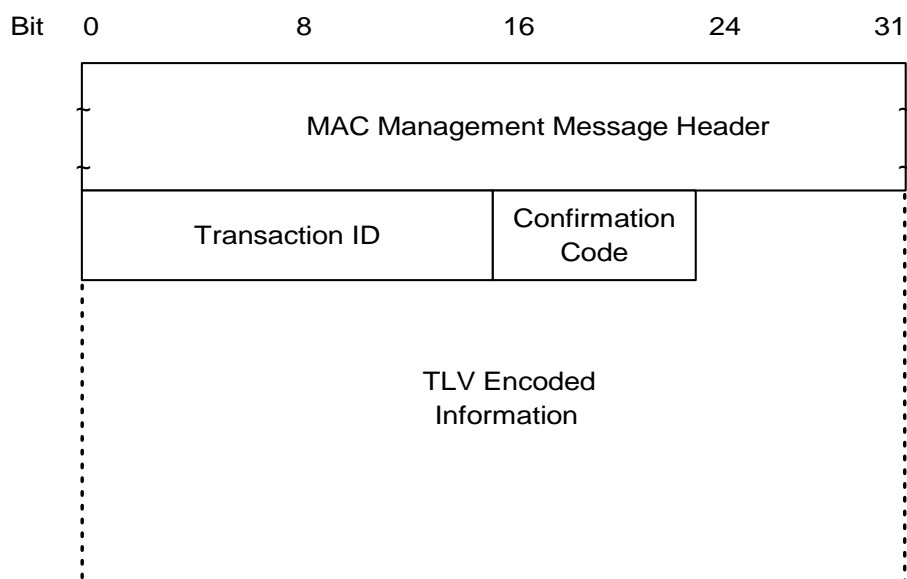 Bit 0 8 16 24 31
MAC Management Message Header
Transaction ID
Confirmation
Code
TLV Encoded
Information